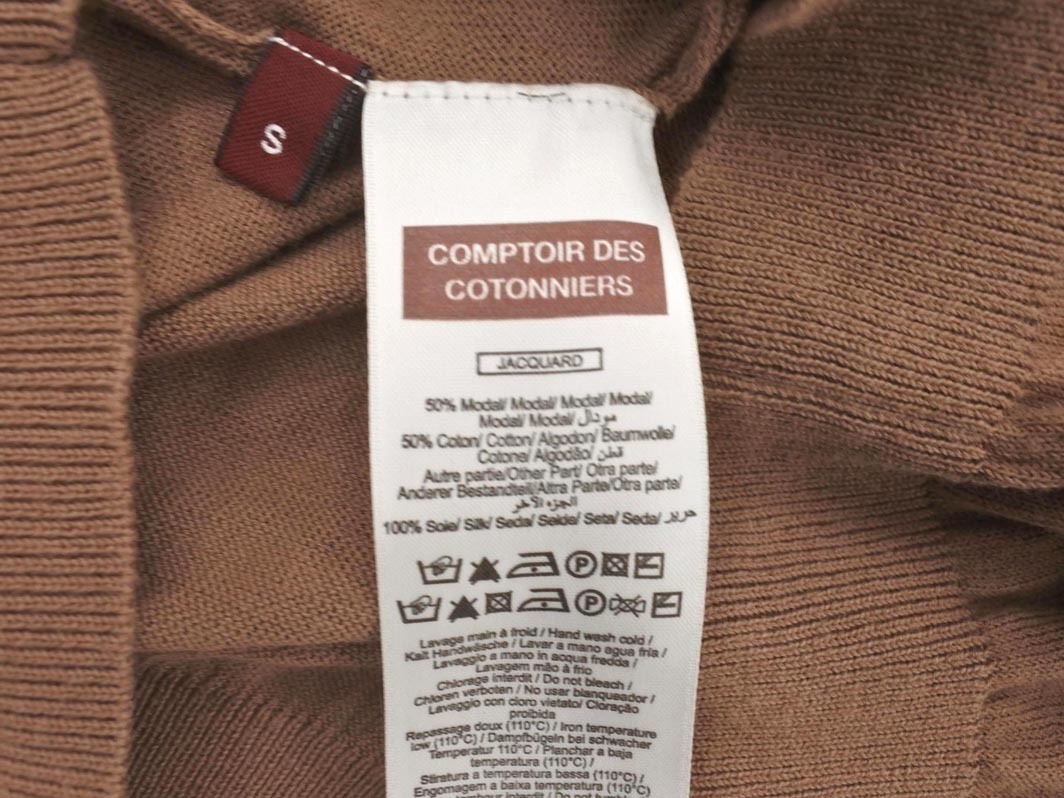 S
COMPTOIR DES
COTONNIERS
JACQUARD
50% Modal/ Modal/ Modal/ Modal/
Modal/ Modal/ مودال
50% Coton/ Cotton/ Algodon/ Baumwolle/
Cotone/ Algodão/ قطن
Autre partie/Other Part/ Otra parte/
Anderer Bestandteil/Altra Parte/Otra parte/
الجزء الآخر
100% Soie/ Silk/ Seda/ Seide/ Seta/ Seda/ حرير
P
P
Lavage main à froid / Hand wash cold /
Kalt Handwäsche / Lavar a mano agua fria /
Lavaggio a mano in acqua fredda /
Lavagem mão à frio
Chlorage interdit / Do not bleach /
Chloren verboten / No usar blanqueador /
Lavaggio con cloro vietato/ Cloração
proibida
Repassage doux (110°C) / Iron temperature
low (110°C) / Dampfbügeln bei schwacher
Temperatur 110°C / Planchar a baja
temperatura (110°C) /
Stiratura a temperatura bassa (110°C) /
Engomagem a baixa temperatura (110°C)